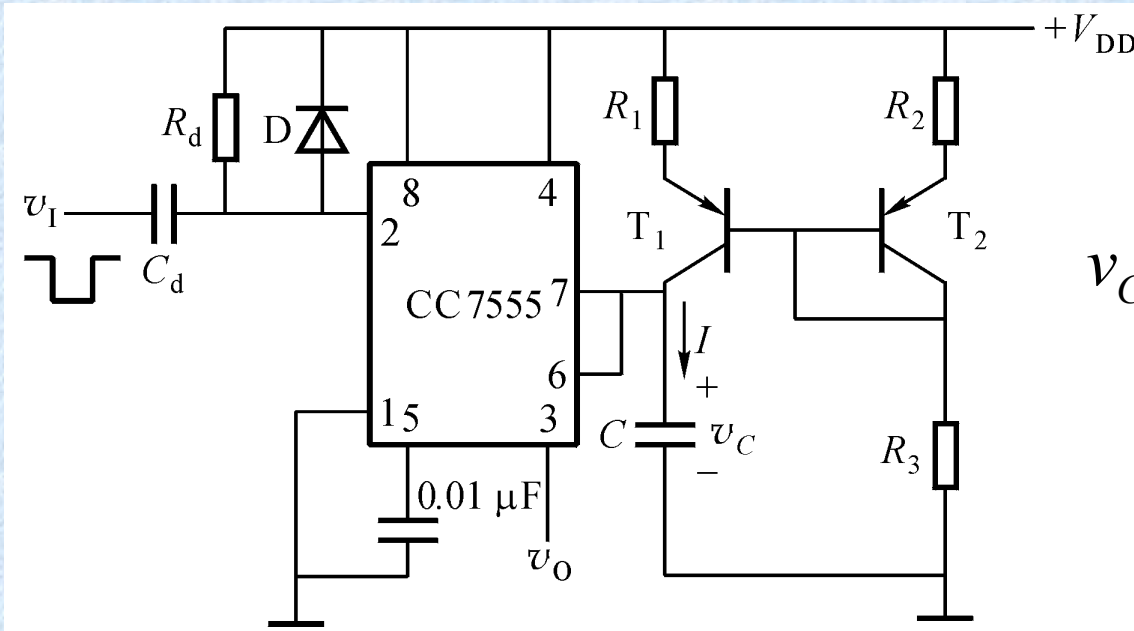 +V_DD
R_d
D
R_1
R_2
v_I
C_d
8
4
2
T_1
T_2
CC7555
7
6
1
5
3
I
+
C
v_C
−
R_3
0.01 μF
v_O
v_C